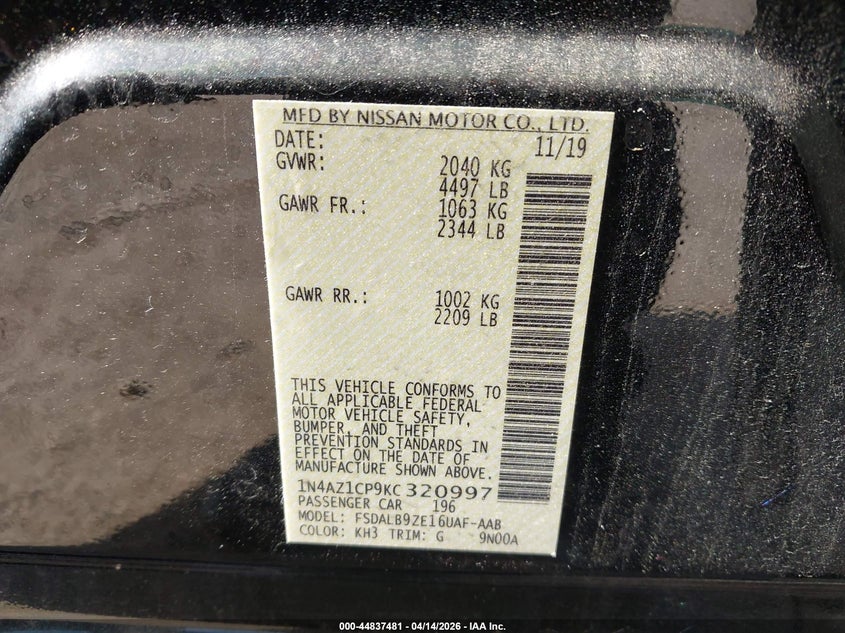 MFD BY NISSAN MOTOR CO., LTD.
DATE: 11/19
GVWR: 2040 KG
4497 LB
GAWR FR.: 1063 KG
2344 LB
GAWR RR.: 1002 KG
2209 LB
THIS VEHICLE CONFORMS TO
ALL APPLICABLE FEDERAL
MOTOR VEHICLE SAFETY,
BUMPER, AND THEFT
PREVENTION STANDARDS IN
EFFECT ON THE DATE OF
MANUFACTURE SHOWN ABOVE.
1N4AZ1CP9KC320997
PASSENGER CAR 196
MODEL: FSDALB9ZE16UAF-AAB
COLOR: KH3 TRIM: G 9N00A
000-44837481 - 04/14/2026 - IAA Inc.